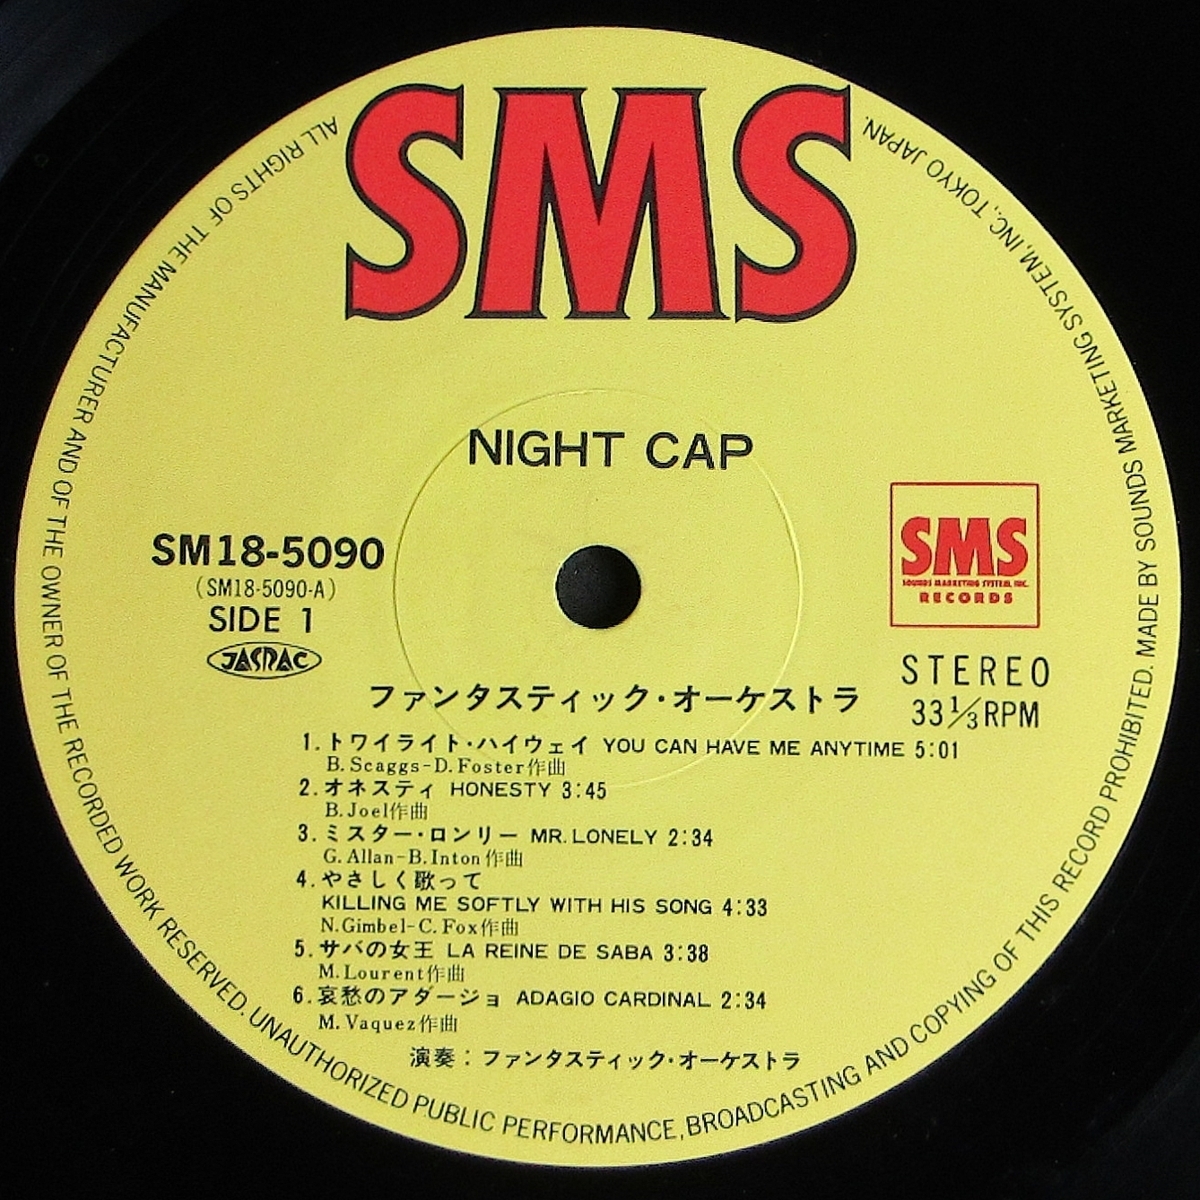 SMS
NIGHT CAP
SM18-5090
(SM18-5090-A)
SIDE 1
JASRAC
SMS
SOUNDS MARKETING SYSTEM, INC.
RECORDS
STEREO
33 1/3 RPM
ファンタスティック・オーケストラ
1. トワイライト・ハイウェイ YOU CAN HAVE ME ANYTIME 5:01
B. Scaggs-D. Foster作曲
2. オネスティ HONESTY 3:45
B. Joel作曲
3. ミスター・ロンリー MR. LONELY 2:34
G. Allan-B. Inton作曲
4. やさしく歌って
KILLING ME SOFTLY WITH HIS SONG 4:33
N. Gimbel-C. Fox作曲
5. サバの女王 LA REINE DE SABA 3:38
M. Lourent作曲
6. 哀愁のアダージョ ADAGIO CARDINAL 2:34
M. Vaquez作曲
演奏：ファンタスティック・オーケストラ
ALL RIGHTS OF THE MANUFACTURER AND OF THE OWNER OF THE RECORDED WORK RESERVED. UNAUTHORIZED PUBLIC PERFORMANCE, BROADCASTING AND COPYING OF THIS RECORD PROHIBITED. MADE BY SOUNDS MARKETING SYSTEM, INC., TOKYO JAPAN.